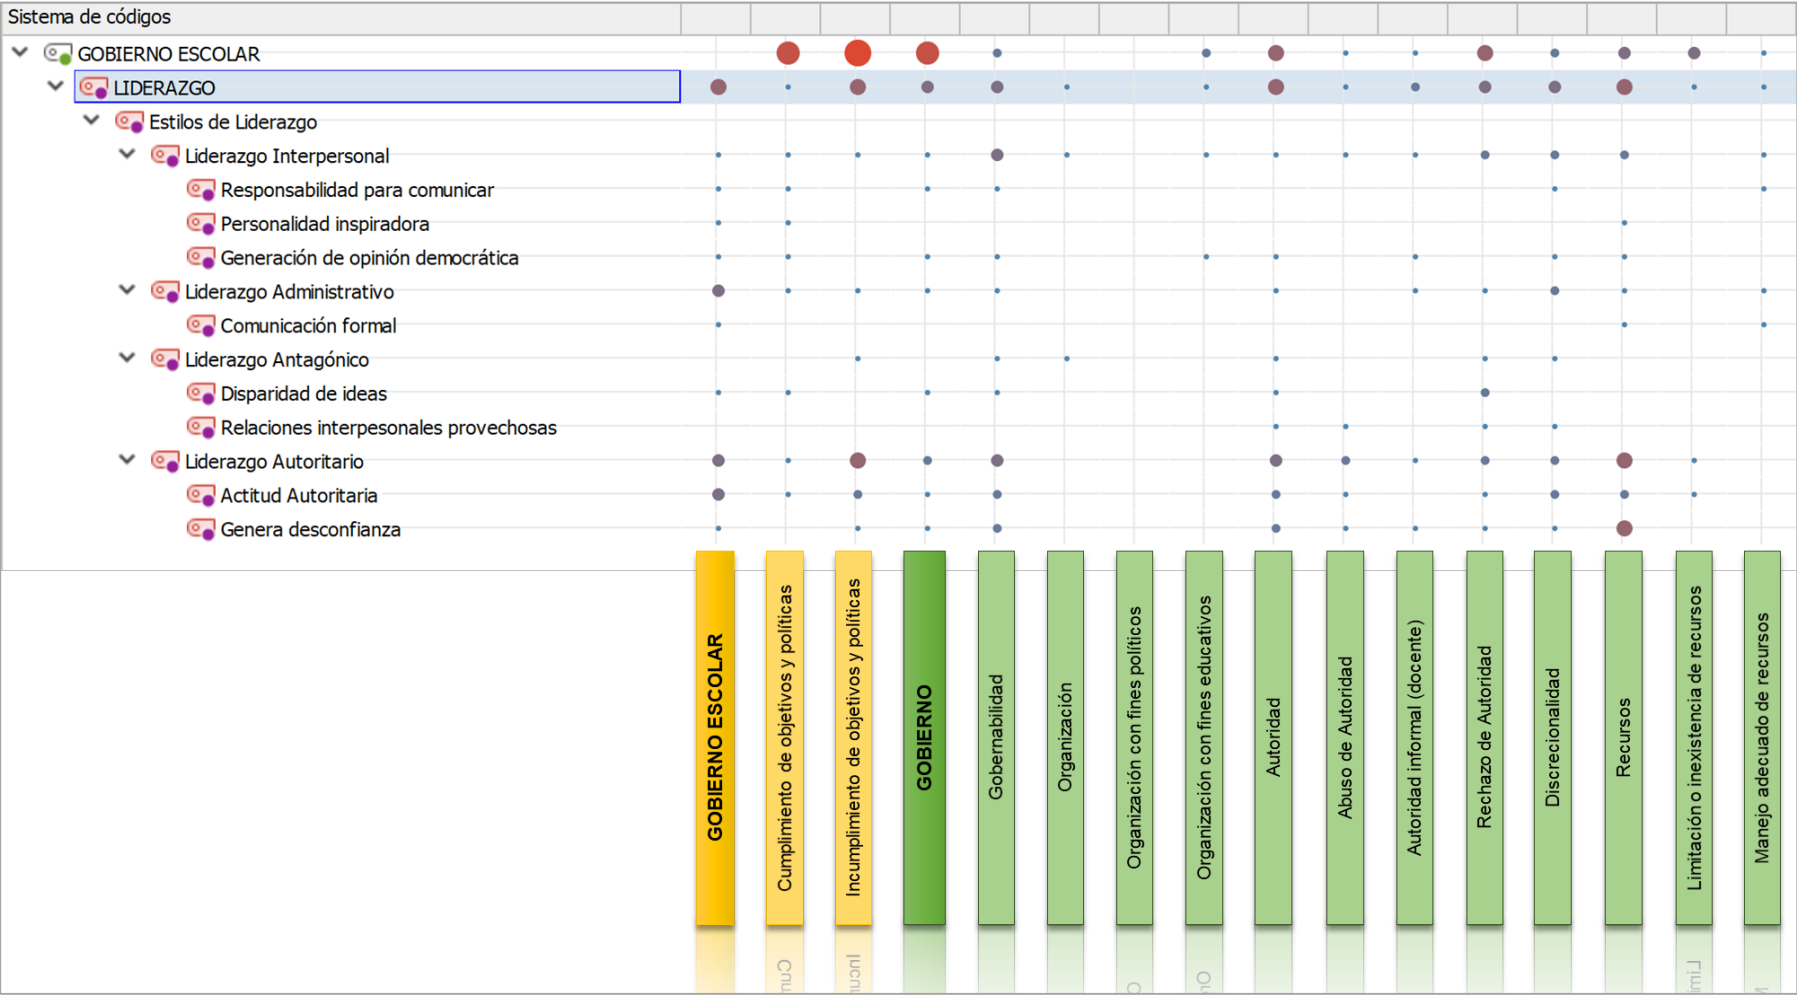 Sistema de códigos
GOBIERNO ESCOLAR
LIDERAZGO
Estilos de Liderazgo
Liderazgo Interpersonal
Responsabilidad para comunicar
Personalidad inspiradora
Generación de opinión democrática
Liderazgo Administrativo
Comunicación formal
Liderazgo Antagónico
Disparidad de ideas
Relaciones interpesonales provechosas
Liderazgo Autoritario
Actitud Autoritaria
Genera desconfianza
GOBIERNO ESCOLAR
Cumplimiento de objetivos y políticas
Incumplimiento de objetivos y políticas
GOBIERNO
Gobernabilidad
Organización
Organización con fines políticos
Organización con fines educativos
Autoridad
Abuso de Autoridad
Autoridad informal (docente)
Rechazo de Autoridad
Discrecionalidad
Recursos
Limitación o inexistencia de recursos
Manejo adecuado de recursos